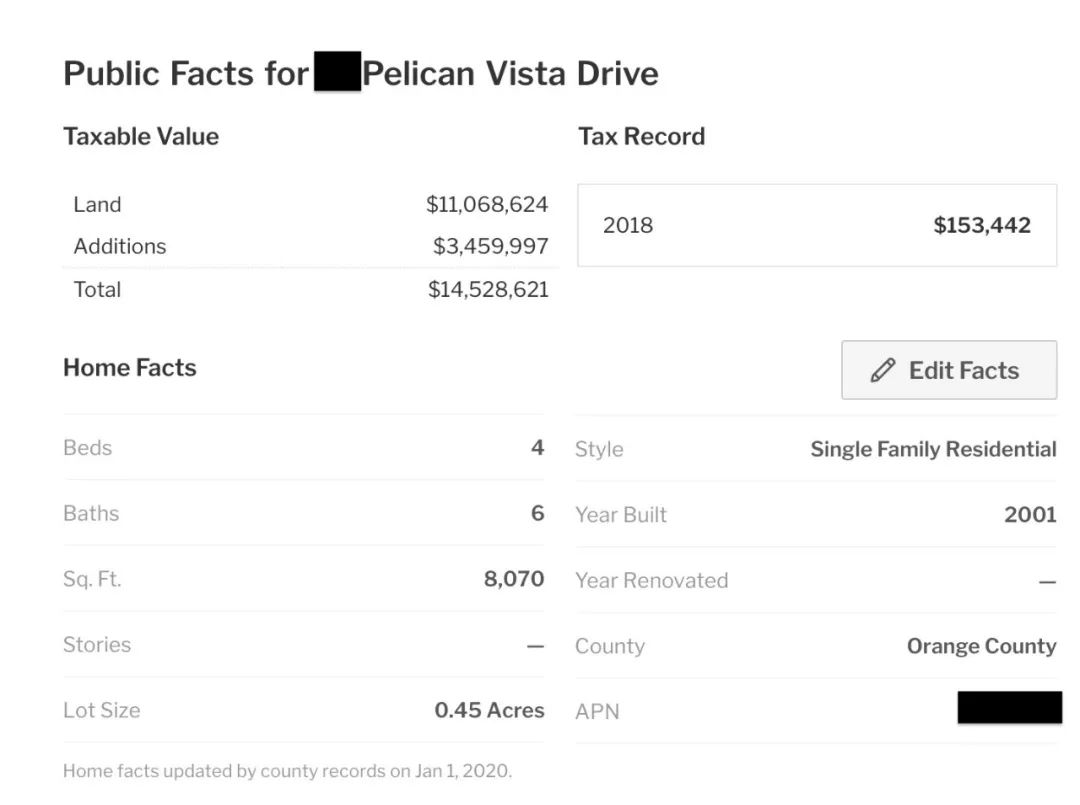 Public Facts for Pelican Vista Drive
Taxable Value
Land $11,068,624
Additions $3,459,997
Total $14,528,621
Tax Record
2018 $153,442
Home Facts
Edit Facts
Beds 4
Baths 6
Sq. Ft. 8,070
Stories —
Lot Size 0.45 Acres
Style Single Family Residential
Year Built 2001
Year Renovated —
County Orange County
APN
Home facts updated by county records on Jan 1, 2020.